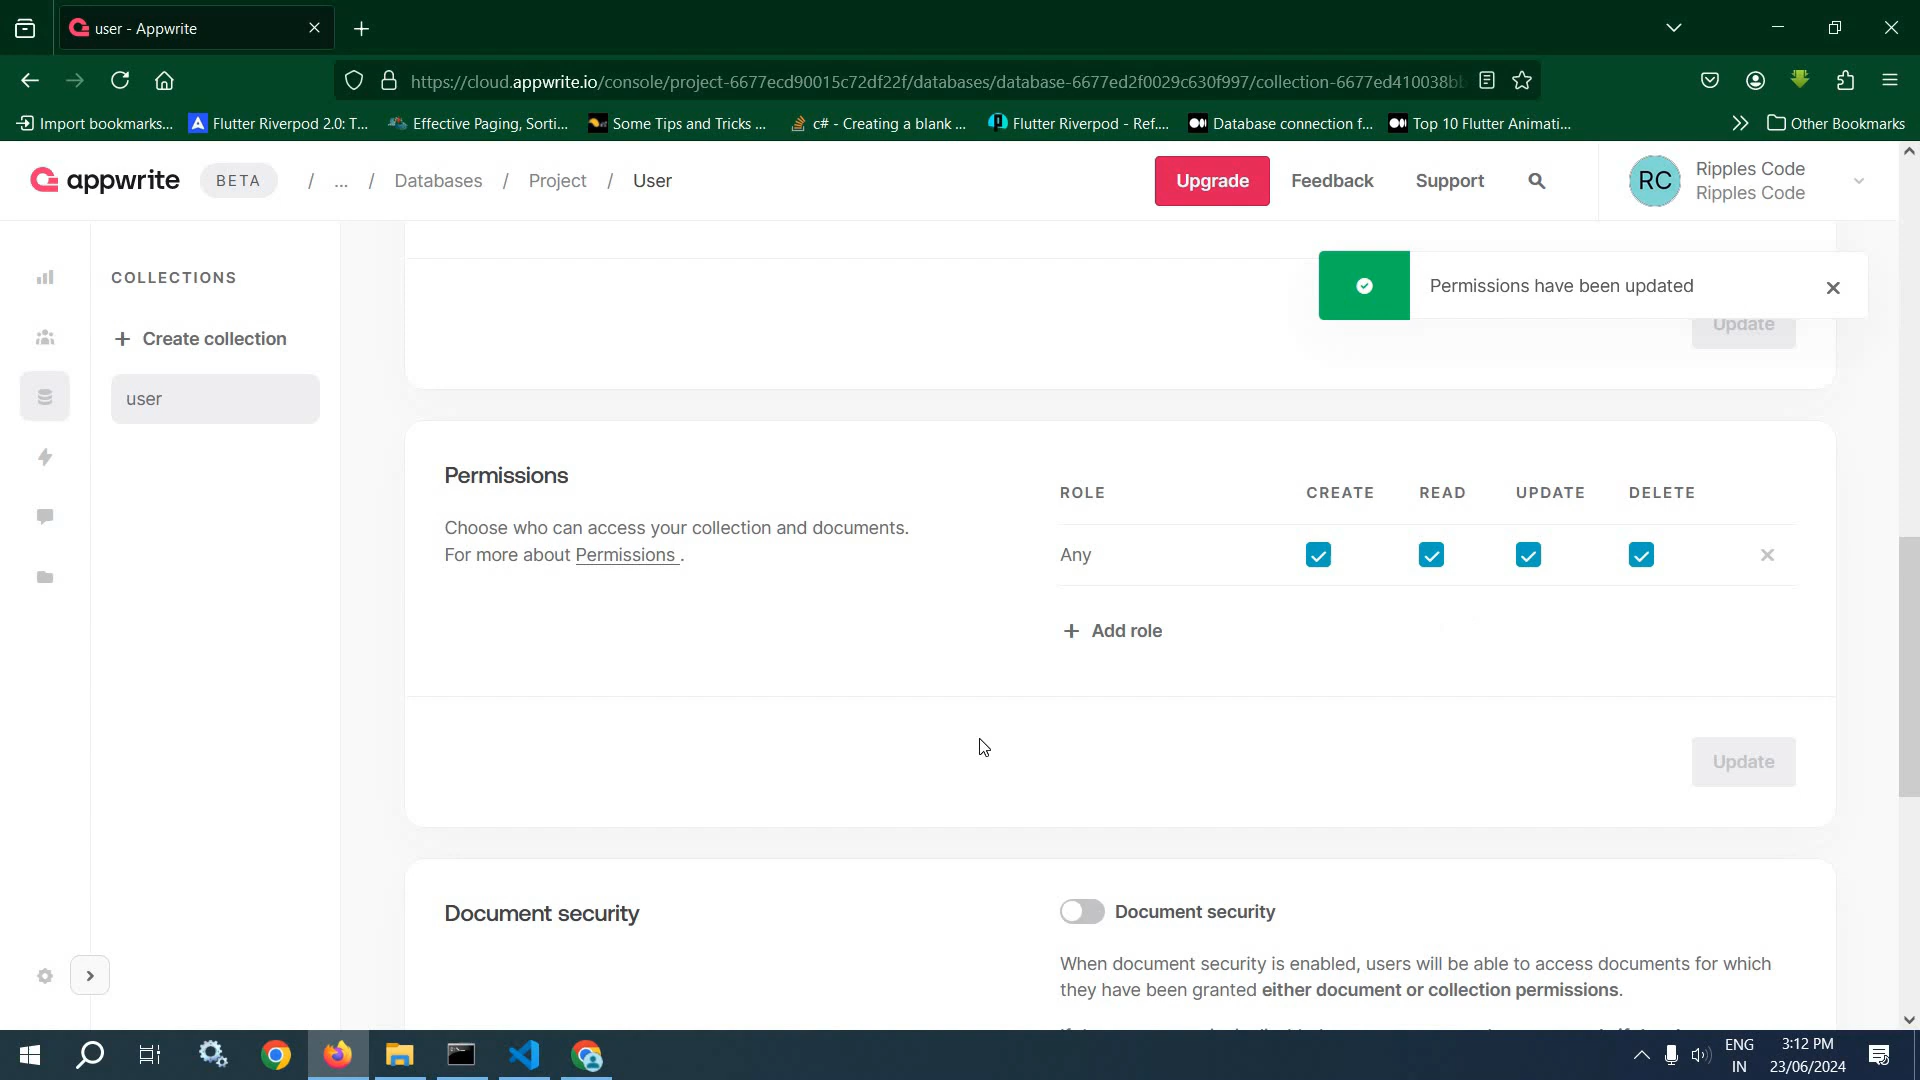 user - Appwrite
https://cloud.appwrite.io/console/project-6677ecd90015c72df22f/databases/database-6677ed2f0029c630f997/collection-6677ed410038bb
Import bookmarks...
Flutter Riverpod 2.0: T...
Effective Paging, Sorti...
Some Tips and Tricks ...
c# - Creating a blank ...
Flutter Riverpod - Ref....
Database connection f...
Top 10 Flutter Animati...
Other Bookmarks
appwrite
BETA
/ ... / Databases / Project / User
Upgrade
Feedback
Support
RC
Ripples Code
Ripples Code
COLLECTIONS
+ Create collection
user
Permissions have been updated
Update
Permissions
Choose who can access your collection and documents.
For more about Permissions .
ROLE CREATE READ UPDATE DELETE
Any
+ Add role
Update
Document security
Document security
When document security is enabled, users will be able to access documents for which
they have been granted either document or collection permissions.
ENG
IN
3:12 PM
23/06/2024